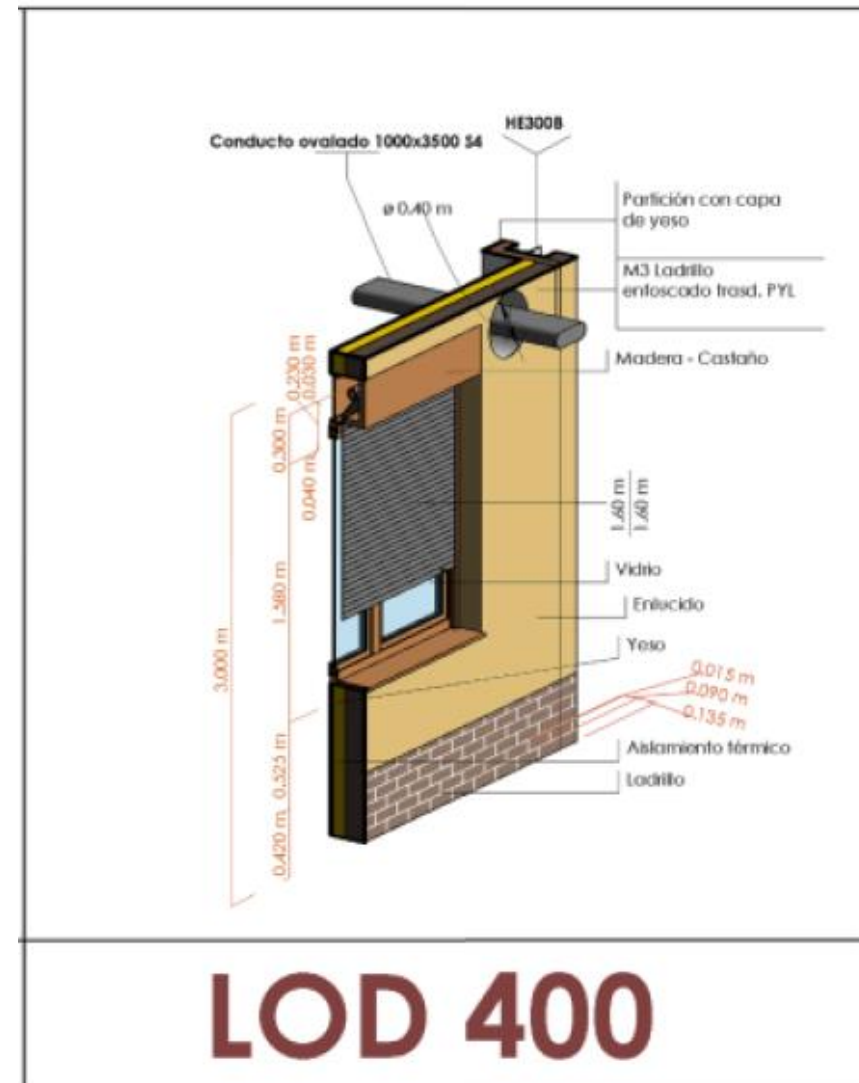 HE300B
Conducto ovalado 1000x3500 S4
ø 0.40 m
Partición con capa
de yeso
M3 Ladrillo
enfoscado trasd. PYL
Madera - Castaño
0.230 m
0.030 m
0.300 m
0.040 m
1.60 m
1.60 m
Vidrio
1.580 m
Enlucido
Yeso
3.000 m
0.015 m
0.090 m
0.135 m
Aislamiento térmico
0.525 m
Ladrillo
0.420 m
LOD 400